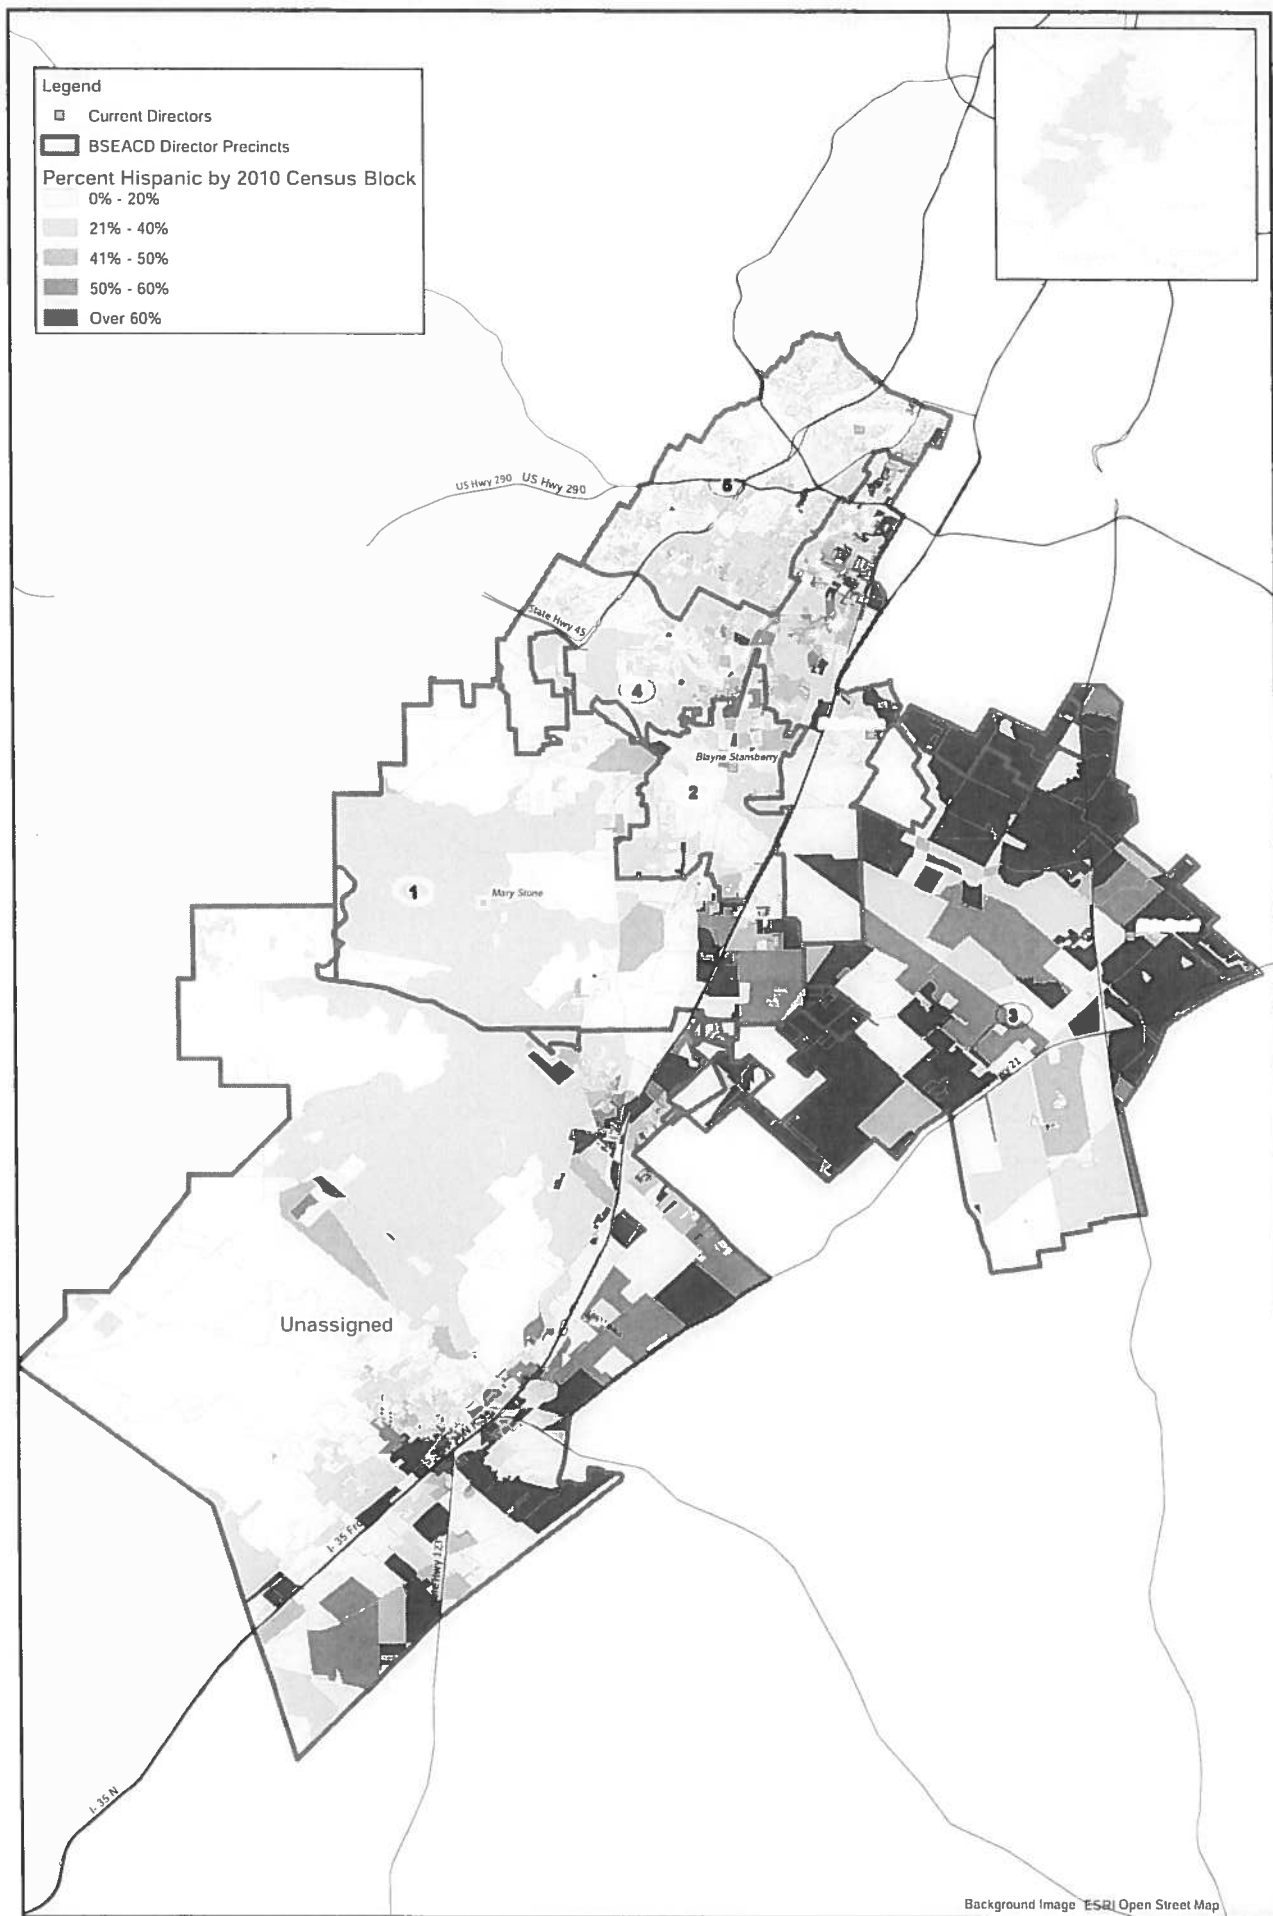 Legend
Current Directors
BSEACD Director Precincts
Percent Hispanic by 2010 Census Block
0% - 20%
21% - 40%
41% - 50%
50% - 60%
Over 60%
US Hwy 290 US Hwy 290
5
State Hwy 45
4
Blayne Stansberry
2
1
Mary Stone
3
21
Unassigned
I- 35
Hwy 123
I- 35 N
Background Image ESRI Open Street Map